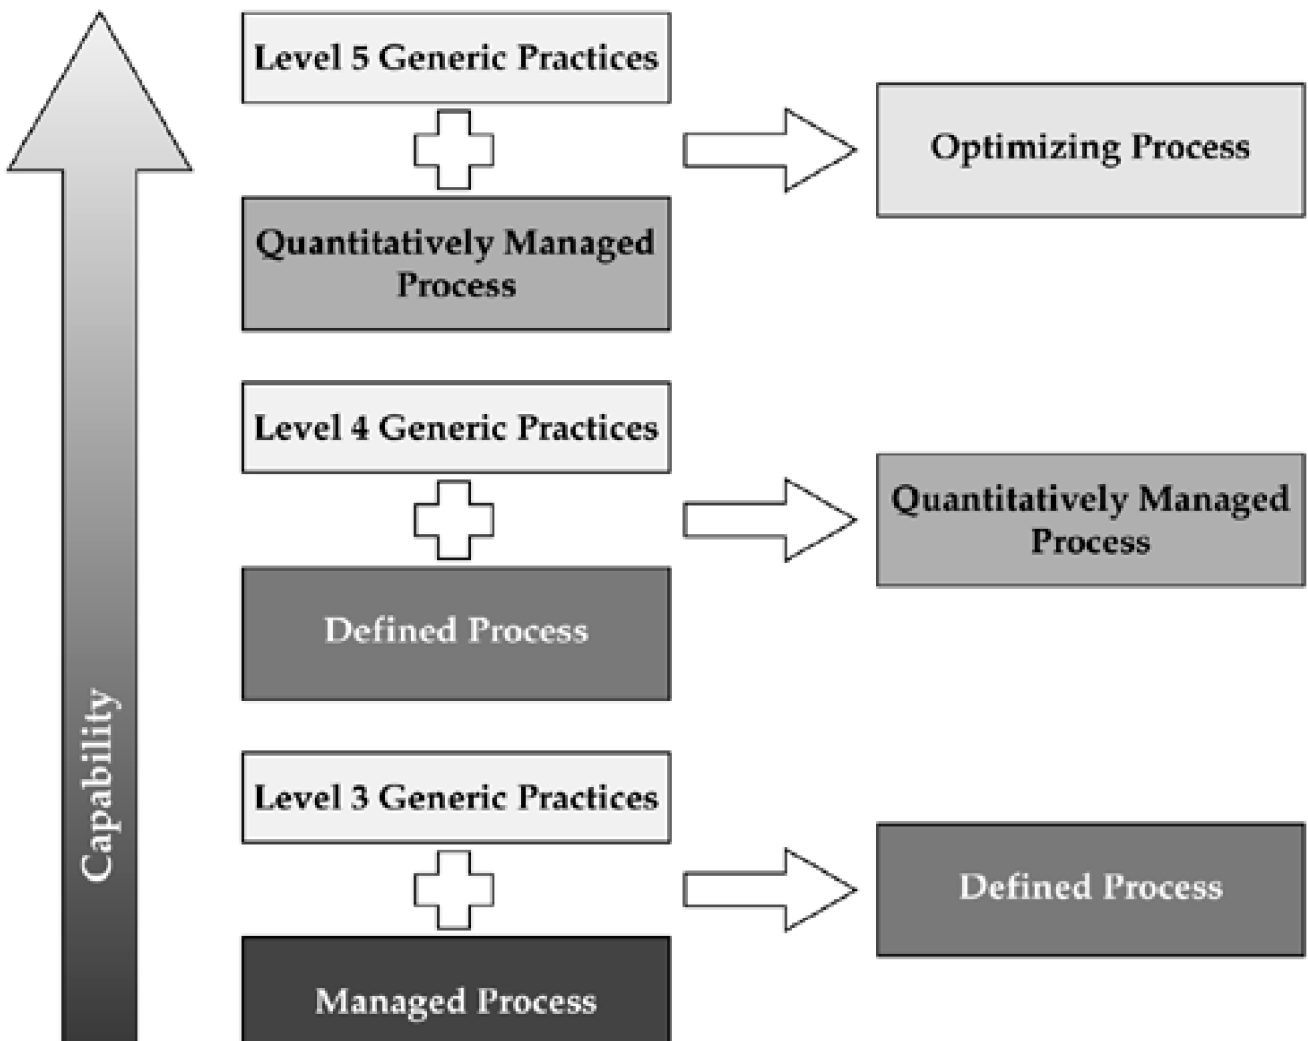 Level 5 Generic Practices
Optimizing Process
Quantitatively Managed
Process
Level 4 Generic Practices
Quantitatively Managed
Process
Defined Process
Capability
Level 3 Generic Practices
Defined Process
Managed Process